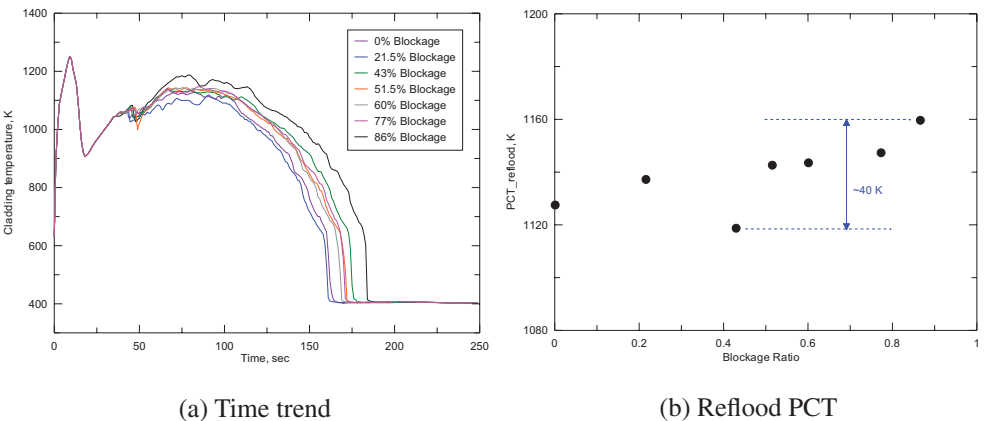 1400
1200
1000
800
600
400
Cladding temperature, K
0% Blockage
21.5% Blockage
43% Blockage
51.5% Blockage
60% Blockage
77% Blockage
86% Blockage
0 50 100 150 200 250
Time, sec
(a) Time trend
1200
1160
1120
1080
PCT_reflood, K
~40 K
0 0.2 0.4 0.6 0.8 1
Blockage Ratio
(b) Reflood PCT